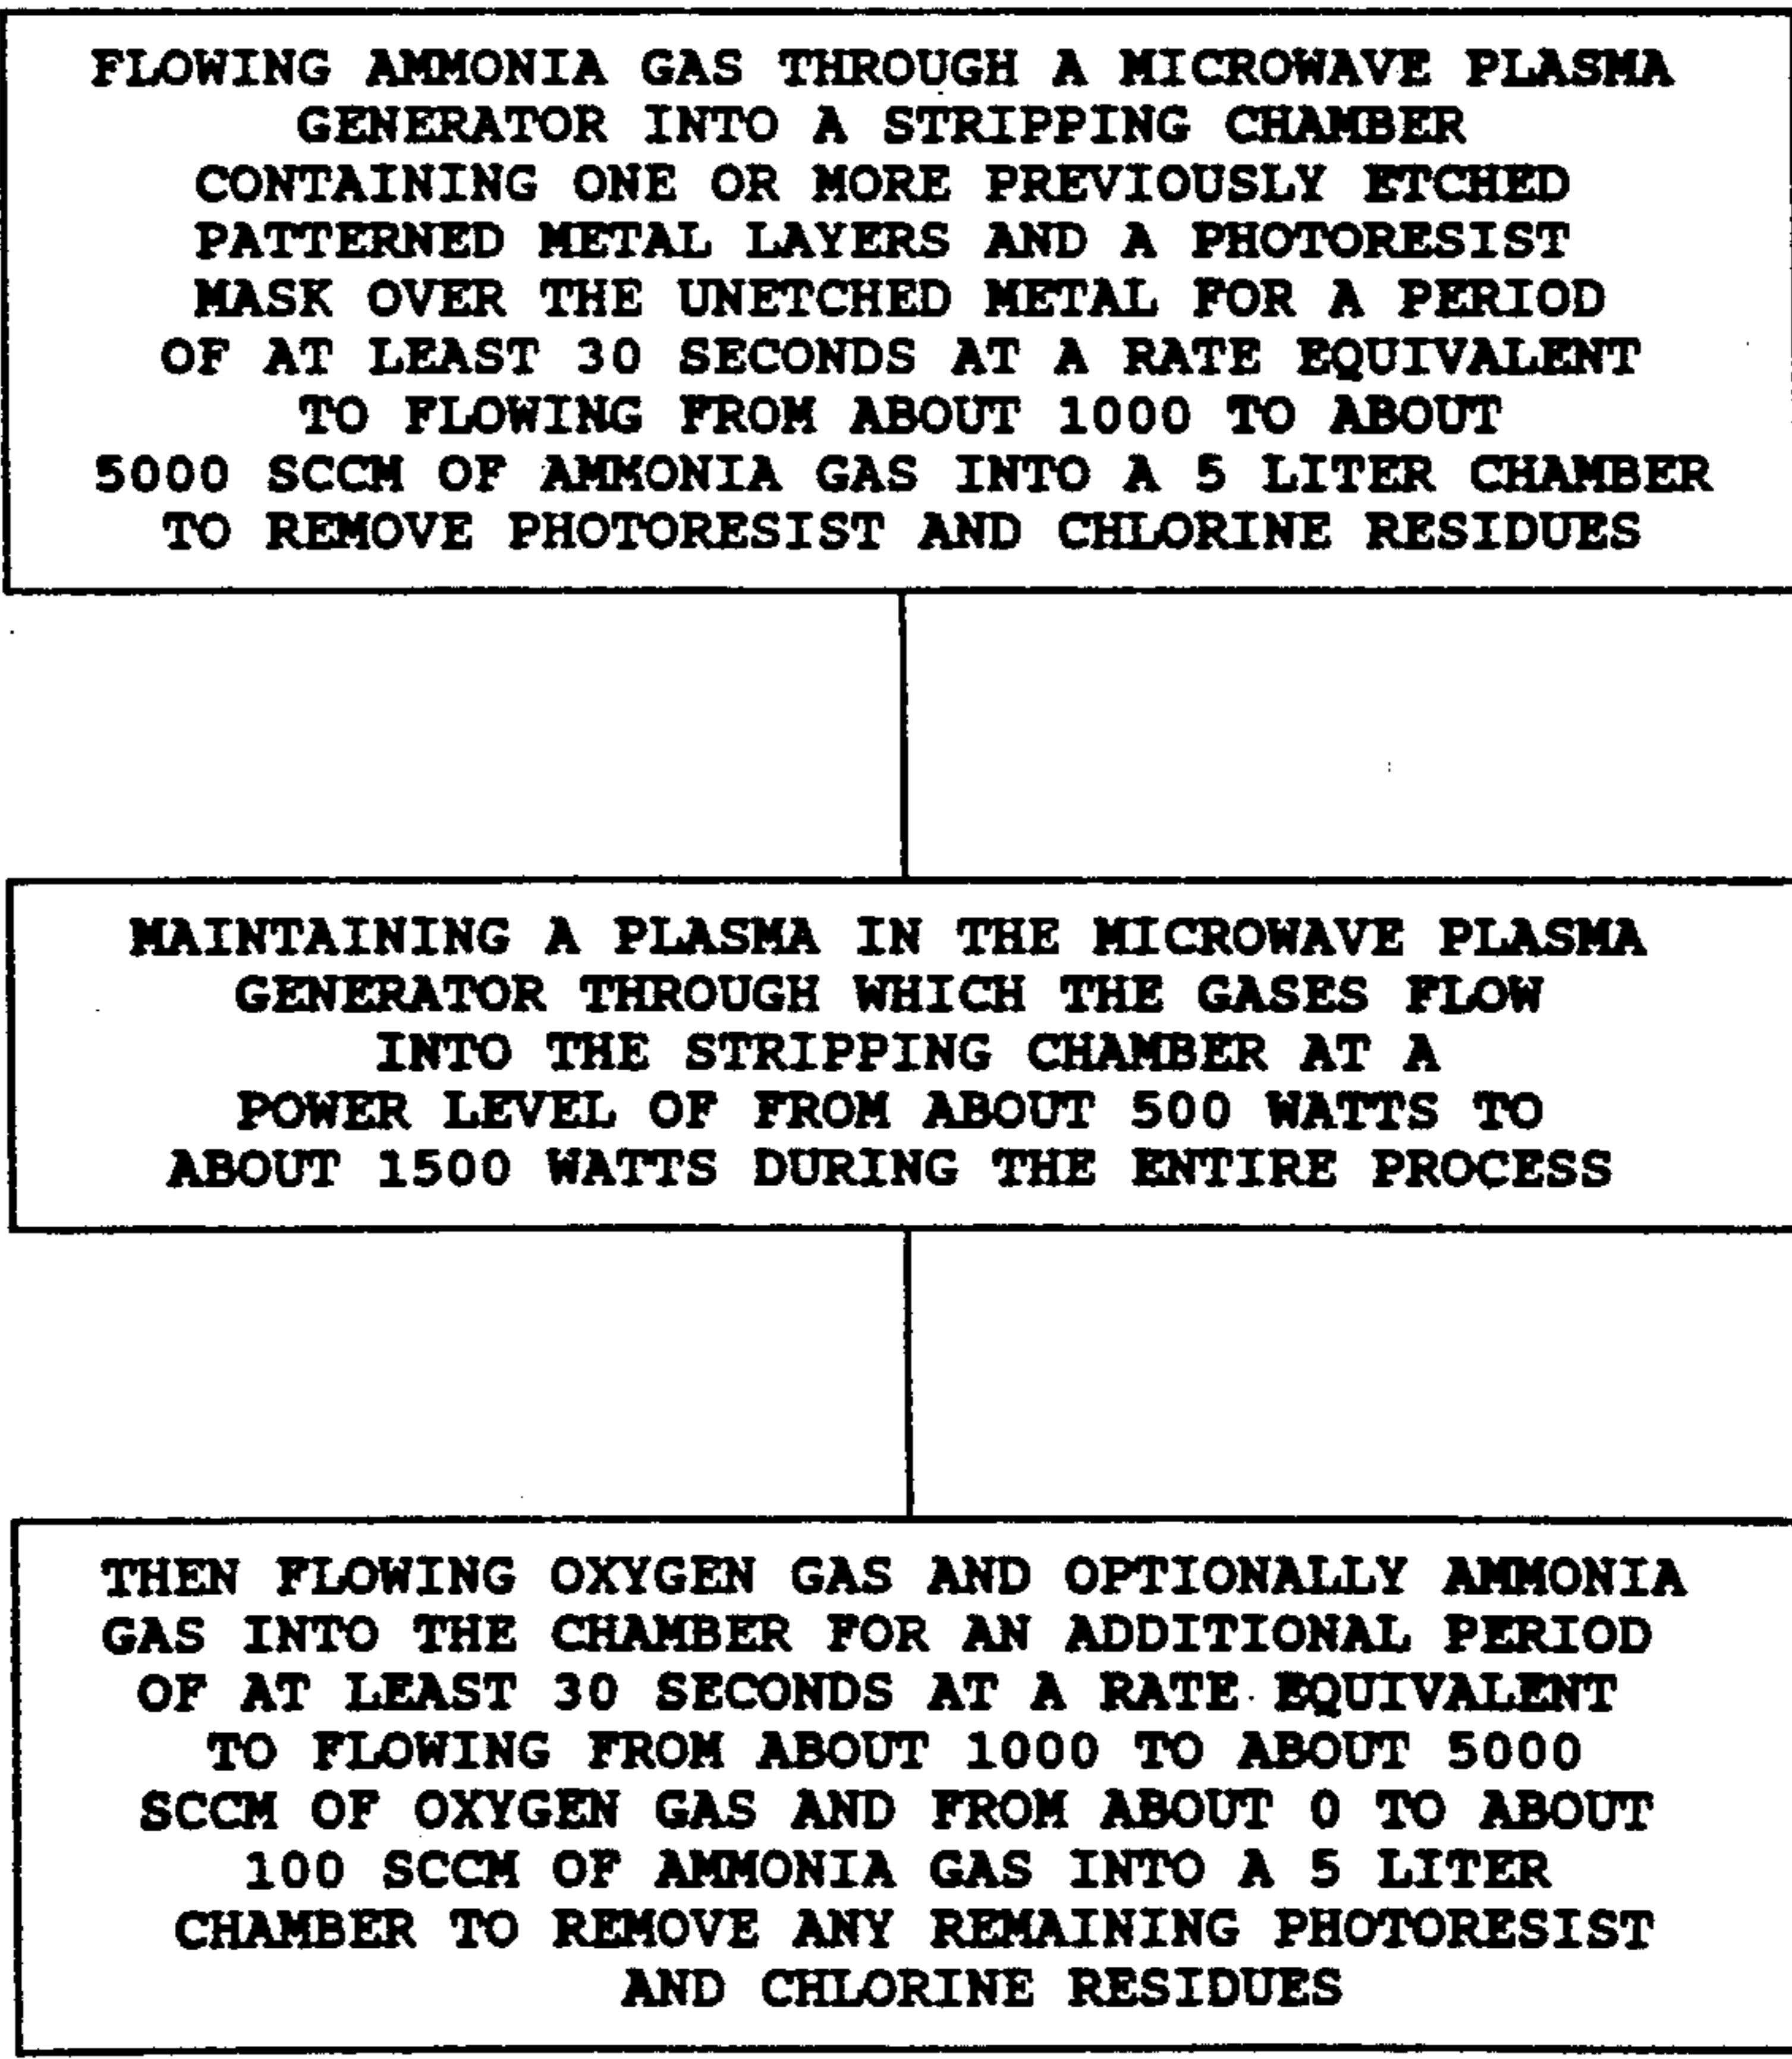 FLOWING AMMONIA GAS THROUGH A MICROWAVE PLASMA
GENERATOR INTO A STRIPPING CHAMBER
CONTAINING ONE OR MORE PREVIOUSLY ETCHED
PATTERNED METAL LAYERS AND A PHOTORESIST
MASK OVER THE UNETCHED METAL FOR A PERIOD
OF AT LEAST 30 SECONDS AT A RATE EQUIVALENT
TO FLOWING FROM ABOUT 1000 TO ABOUT
5000 SCCM OF AMMONIA GAS INTO A 5 LITER CHAMBER
TO REMOVE PHOTORESIST AND CHLORINE RESIDUES
MAINTAINING A PLASMA IN THE MICROWAVE PLASMA
GENERATOR THROUGH WHICH THE GASES FLOW
INTO THE STRIPPING CHAMBER AT A
POWER LEVEL OF FROM ABOUT 500 WATTS TO
ABOUT 1500 WATTS DURING THE ENTIRE PROCESS
THEN FLOWING OXYGEN GAS AND OPTIONALLY AMMONIA
GAS INTO THE CHAMBER FOR AN ADDITIONAL PERIOD
OF AT LEAST 30 SECONDS AT A RATE EQUIVALENT
TO FLOWING FROM ABOUT 1000 TO ABOUT 5000
SCCM OF OXYGEN GAS AND FROM ABOUT 0 TO ABOUT
100 SCCM OF AMMONIA GAS INTO A 5 LITER
CHAMBER TO REMOVE ANY REMAINING PHOTORESIST
AND CHLORINE RESIDUES